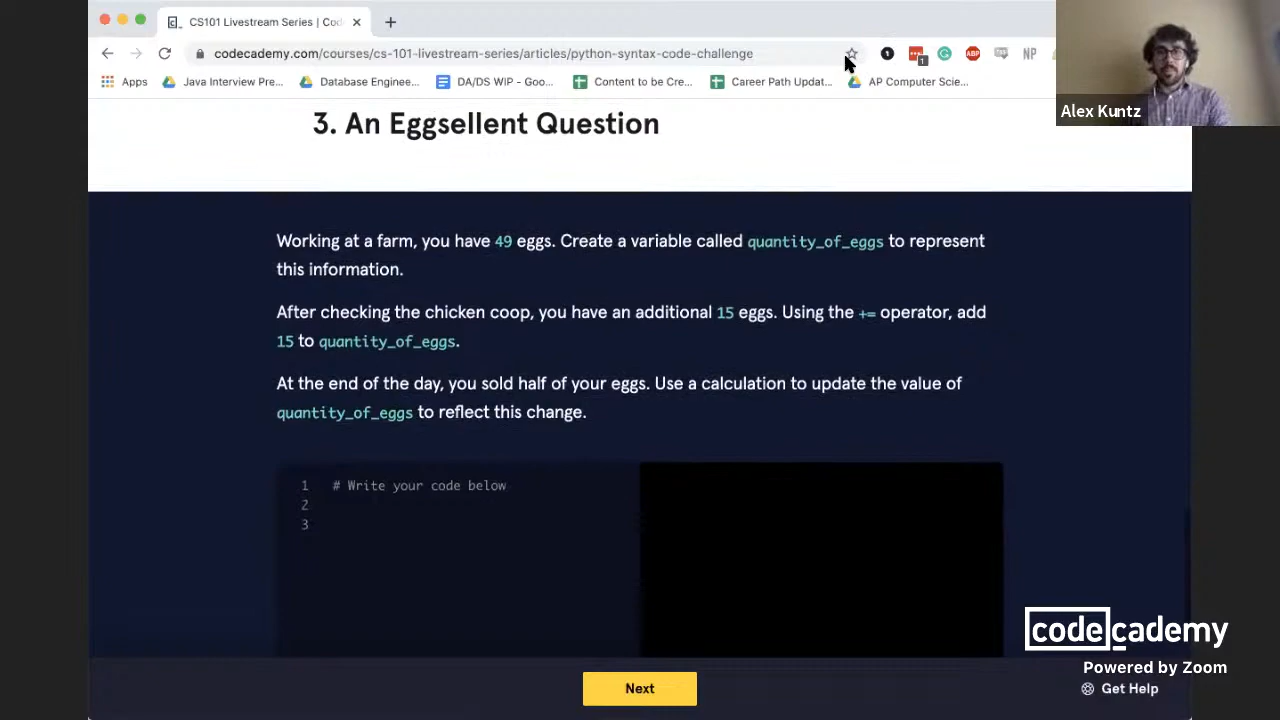 CS101 Livestream Series | Cod
codecademy.com/courses/cs-101-livestream-series/articles/python-syntax-code-challenge
1
1
ABP
NP
Apps
Java Interview Pre...
Database Enginee...
DA/DS WIP - Goo...
Content to be Cre...
Career Path Updat...
AP Computer Scie...
Alex Kuntz
3. An Eggsellent Question
Working at a farm, you have 49 eggs. Create a variable called quantity_of_eggs to represent
this information.
After checking the chicken coop, you have an additional 15 eggs. Using the += operator, add
15 to quantity_of_eggs.
At the end of the day, you sold half of your eggs. Use a calculation to update the value of
quantity_of_eggs to reflect this change.
1 # Write your code below
2
3
codecademy
Powered by Zoom
Next
Get Help